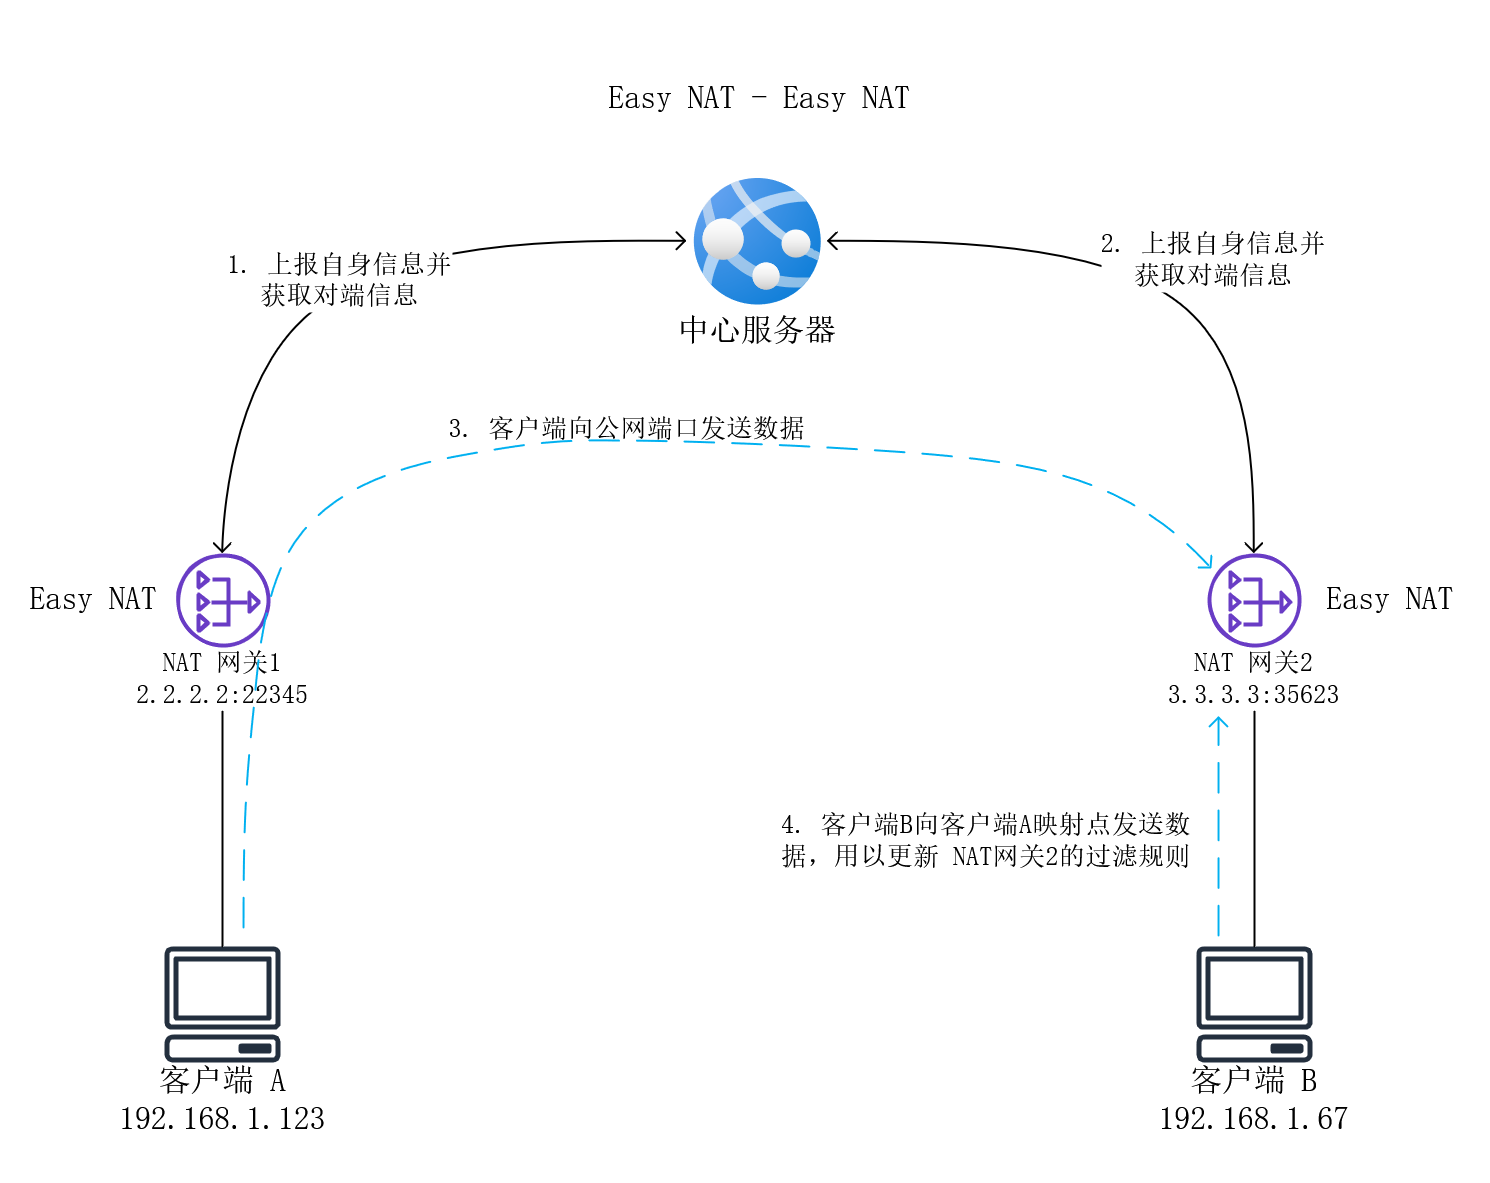 Easy NAT - Easy NAT
1. 上报自身信息并
获取对端信息
2. 上报自身信息并
获取对端信息
中心服务器
3. 客户端向公网端口发送数据
Easy NAT
Easy NAT
NAT 网关1
2.2.2.2:22345
NAT 网关2
3.3.3.3:35623
4. 客户端B向客户端A映射点发送数
据，用以更新 NAT网关2的过滤规则
客户端 A
192.168.1.123
客户端 B
192.168.1.67